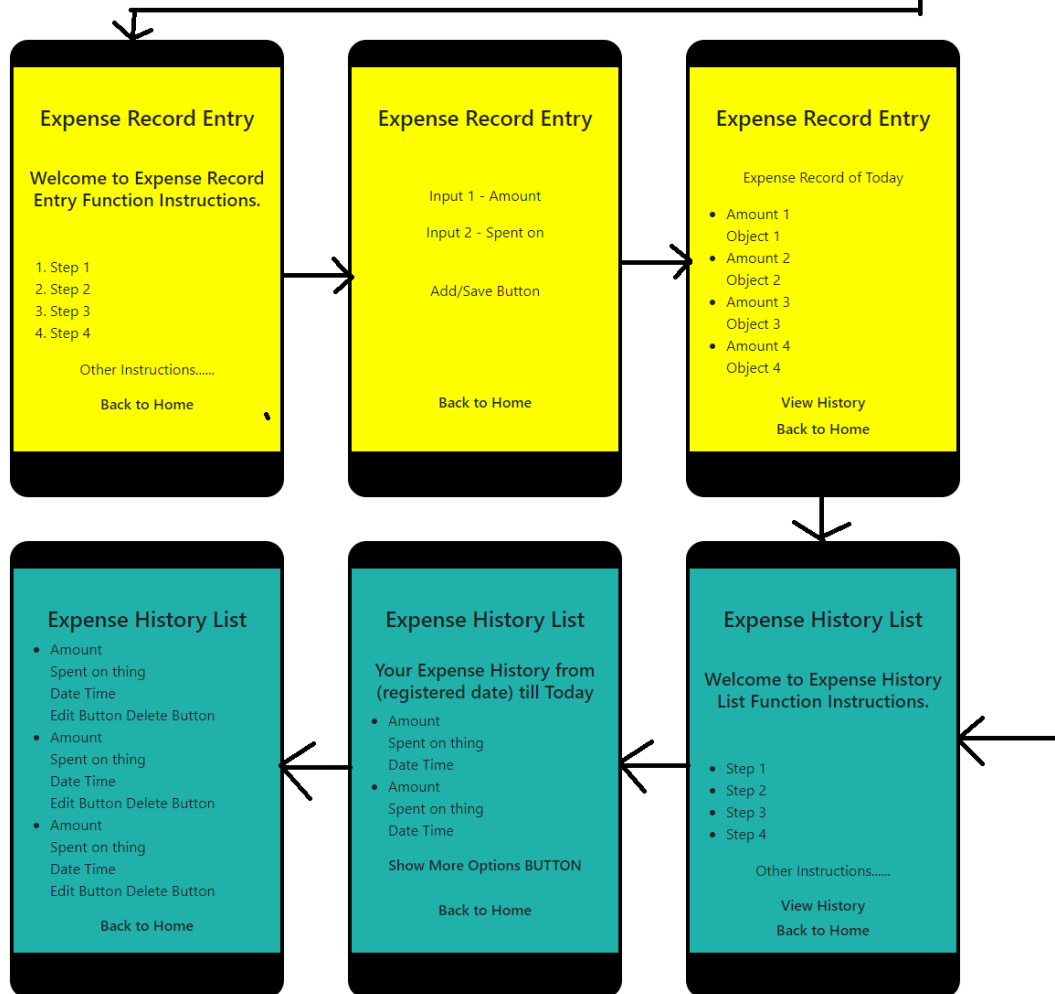 Expense Record Entry
Welcome to Expense Record
Entry Function Instructions.
1. Step 1
2. Step 2
3. Step 3
4. Step 4
Other Instructions......
Back to Home
Expense Record Entry
Input 1 - Amount
Input 2 - Spent on
Add/Save Button
Back to Home
Expense Record Entry
Expense Record of Today
• Amount 1
Object 1
• Amount 2
Object 2
• Amount 3
Object 3
• Amount 4
Object 4
View History
Back to Home
Expense History List
• Amount
Spent on thing
Date Time
Edit Button Delete Button
• Amount
Spent on thing
Date Time
Edit Button Delete Button
• Amount
Spent on thing
Date Time
Edit Button Delete Button
Back to Home
Expense History List
Your Expense History from
(registered date) till Today
• Amount
Spent on thing
Date Time
• Amount
Spent on thing
Date Time
Show More Options BUTTON
Back to Home
Expense History List
Welcome to Expense History
List Function Instructions.
• Step 1
• Step 2
• Step 3
• Step 4
Other Instructions......
View History
Back to Home